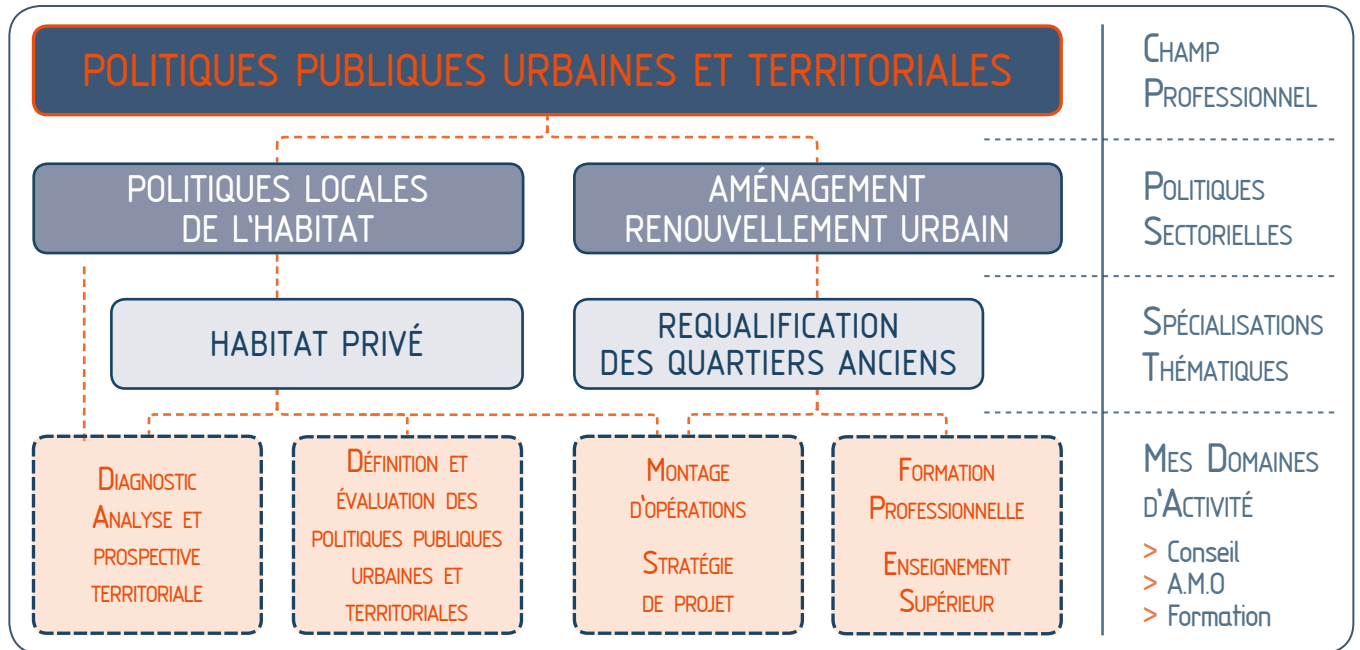 POLITIQUES PUBLIQUES URBAINES ET TERRITORIALES
CHAMP
PROFESSIONNEL
POLITIQUES LOCALES
DE L'HABITAT
AMÉNAGEMENT
RENOUVELLEMENT URBAIN
POLITIQUES
SECTORIELLES
HABITAT PRIVÉ
REQUALIFICATION
DES QUARTIERS ANCIENS
SPÉCIALISATIONS
THÉMATIQUES
DIAGNOSTIC
ANALYSE ET
PROSPECTIVE
TERRITORIALE
DÉFINITION ET
ÉVALUATION DES
POLITIQUES PUBLIQUES
URBAINES ET
TERRITORIALES
MONTAGE
D'OPÉRATIONS
STRATÉGIE
DE PROJET
FORMATION
PROFESSIONNELLE
ENSEIGNEMENT
SUPÉRIEUR
MES DOMAINES
D'ACTIVITÉ
> Conseil
> A.M.O
> Formation